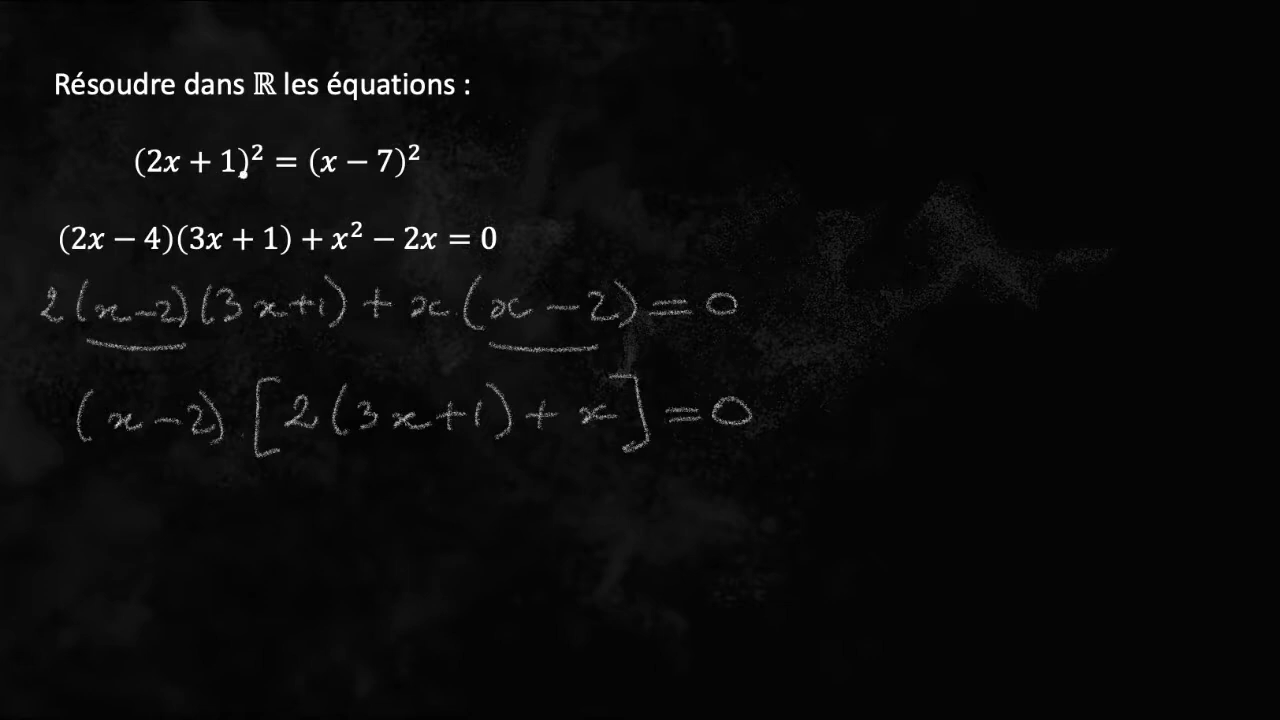 Résoudre dans ℝ les équations :
(2x + 1)² = (x − 7)²
(2x − 4)(3x + 1) + x² − 2x = 0
2(x−2)(3x+1) + x.(x−2) = 0
(x−2) [2(3x+1) + x] = 0